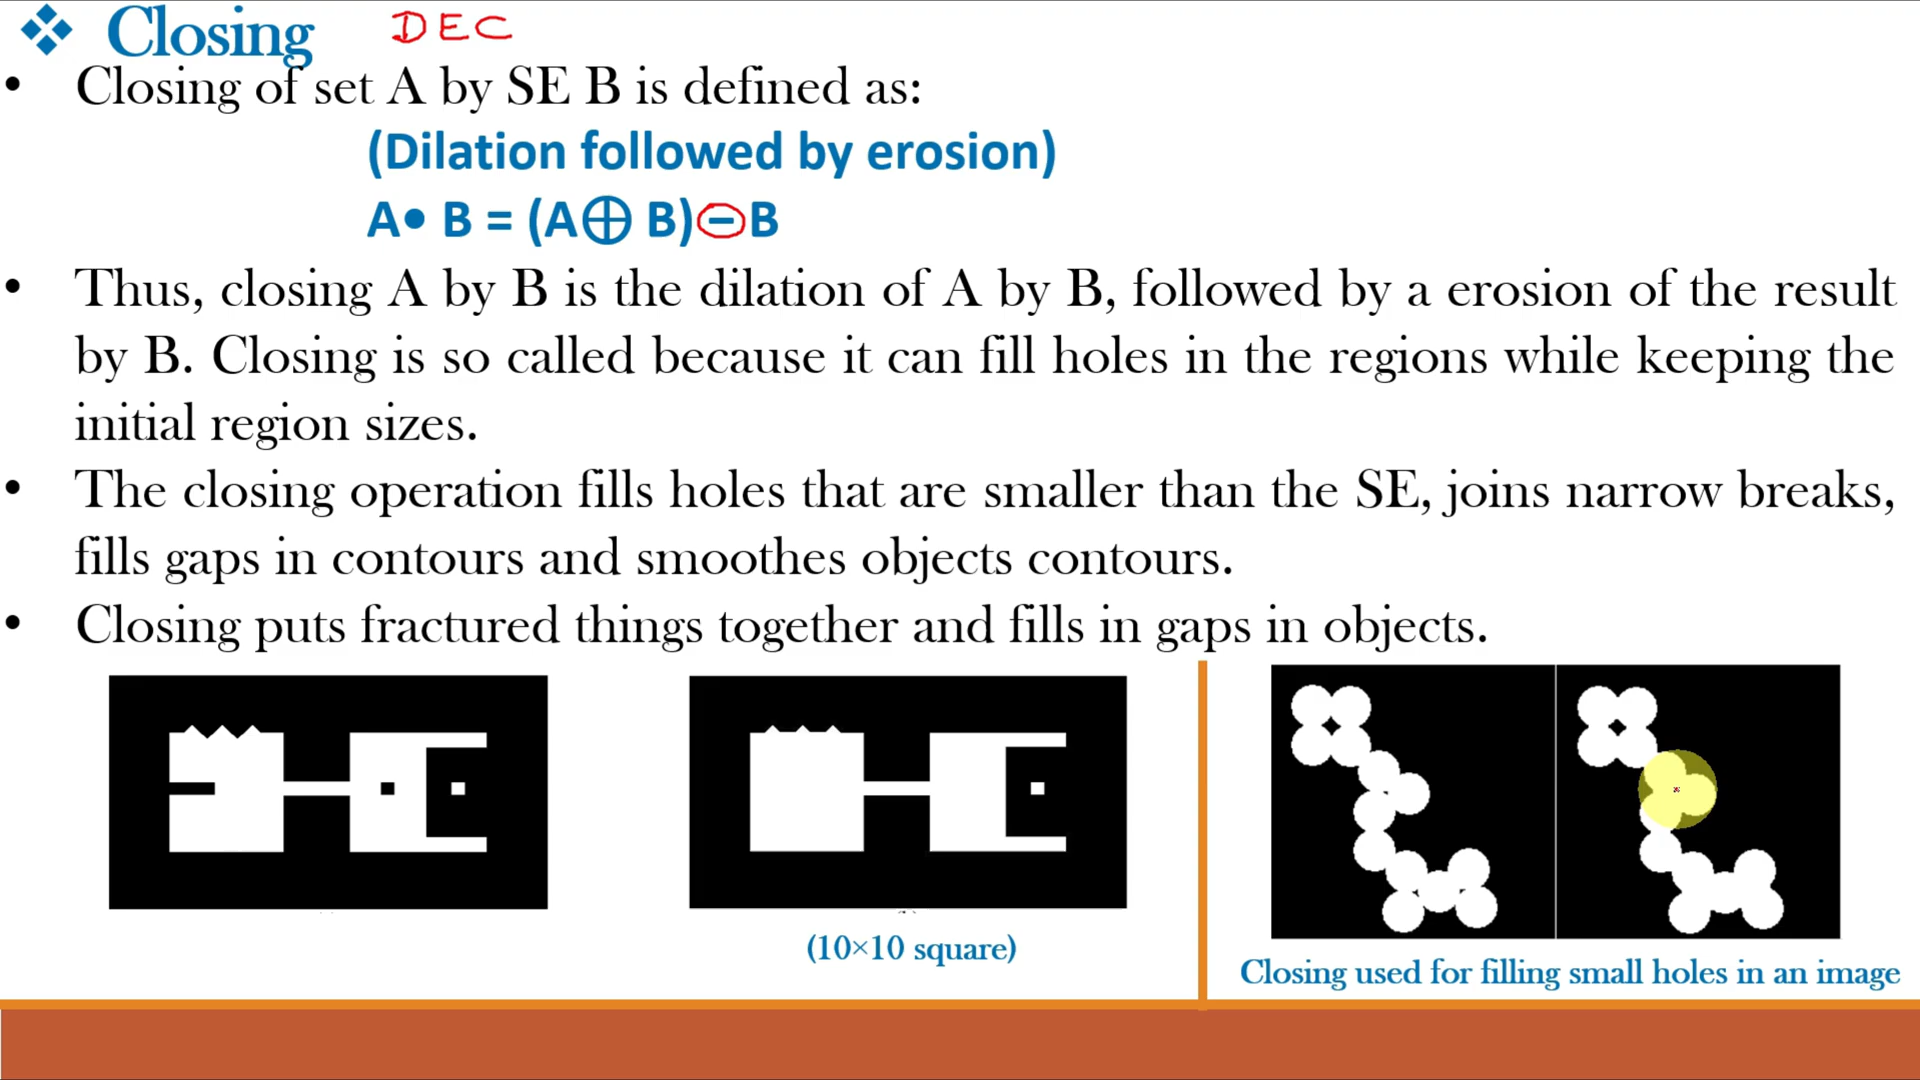 ❖ Closing DEC
• Closing of set A by SE B is defined as:
(Dilation followed by erosion)
A• B = (A⊕ B)⊖B
• Thus, closing A by B is the dilation of A by B, followed by a erosion of the result
by B. Closing is so called because it can fill holes in the regions while keeping the
initial region sizes.
• The closing operation fills holes that are smaller than the SE, joins narrow breaks,
fills gaps in contours and smoothes objects contours.
• Closing puts fractured things together and fills in gaps in objects.
(10×10 square)
Closing used for filling small holes in an image